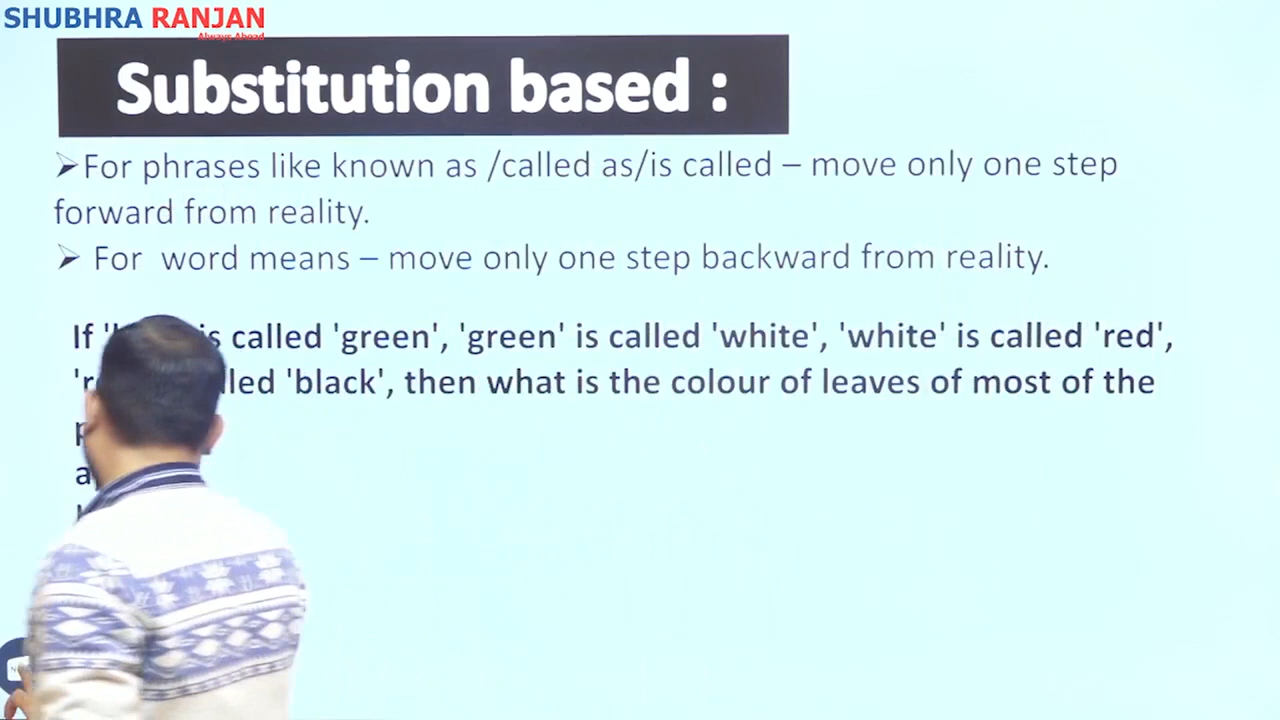 SHUBHRA RANJAN
Always Ahead
Substitution based :
➢For phrases like known as /called as/is called – move only one step
forward from reality.
➢ For word means – move only one step backward from reality.
If is called 'green', 'green' is called 'white', 'white' is called 'red',
'black', then what is the colour of leaves of most of the